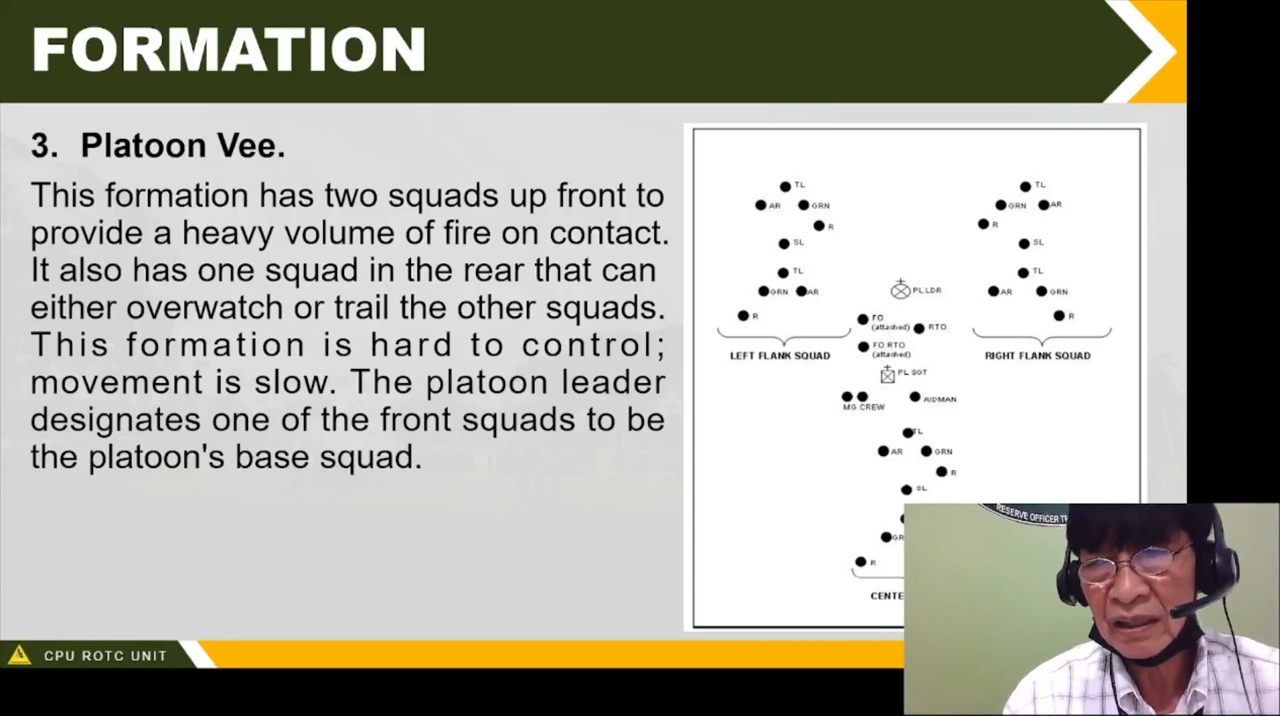 FORMATION
3. Platoon Vee.
This formation has two squads up front to
provide a heavy volume of fire on contact.
It also has one squad in the rear that can
either overwatch or trail the other squads.
This formation is hard to control;
movement is slow. The platoon leader
designates one of the front squads to be
the platoon's base squad.
TL
AR
GRN
R
SL
TL
GRN
AR
R
LEFT FLANK SQUAD
TL
GRN
AR
R
SL
TL
AR
GRN
R
RIGHT FLANK SQUAD
PL LDR
FO
(attached)
RTO
FO RTO
(attached)
PL SGT
MG CREW
AIDMAN
TL
AR
GRN
R
SL
R
RESERVE OFFICER
CPU ROTC UNIT